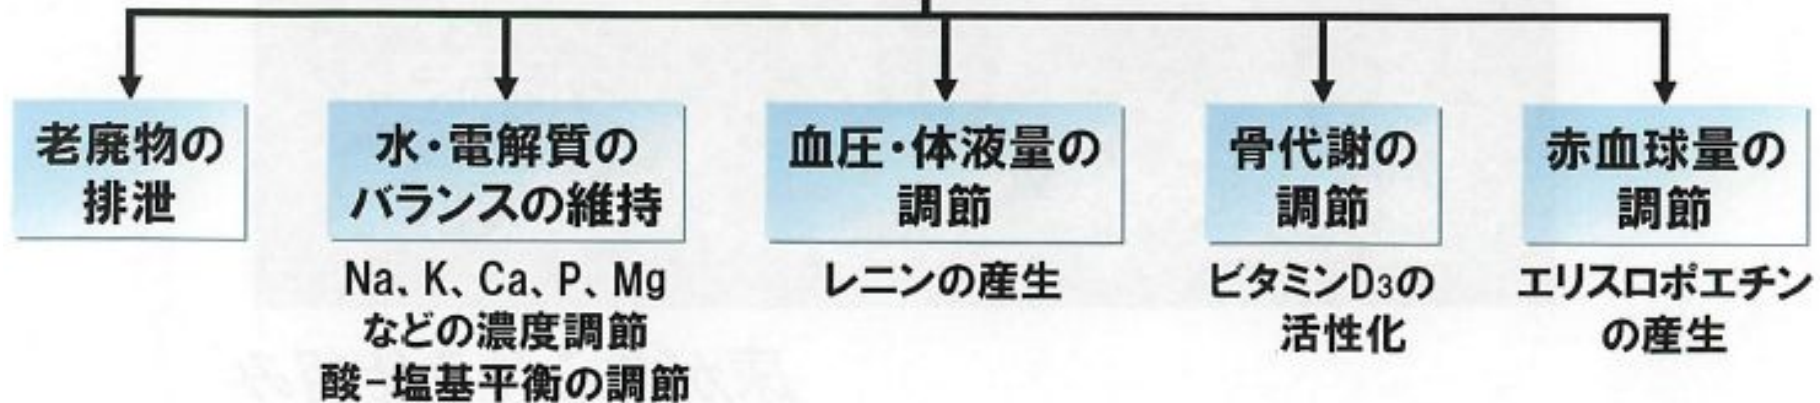 老廃物の
排泄
水・電解質の
バランスの維持
Na、K、Ca、P、Mg
などの濃度調節
酸-塩基平衡の調節
血圧・体液量の
調節
レニンの産生
骨代謝の
調節
ビタミンD3の
活性化
赤血球量の
調節
エリスロポエチン
の産生